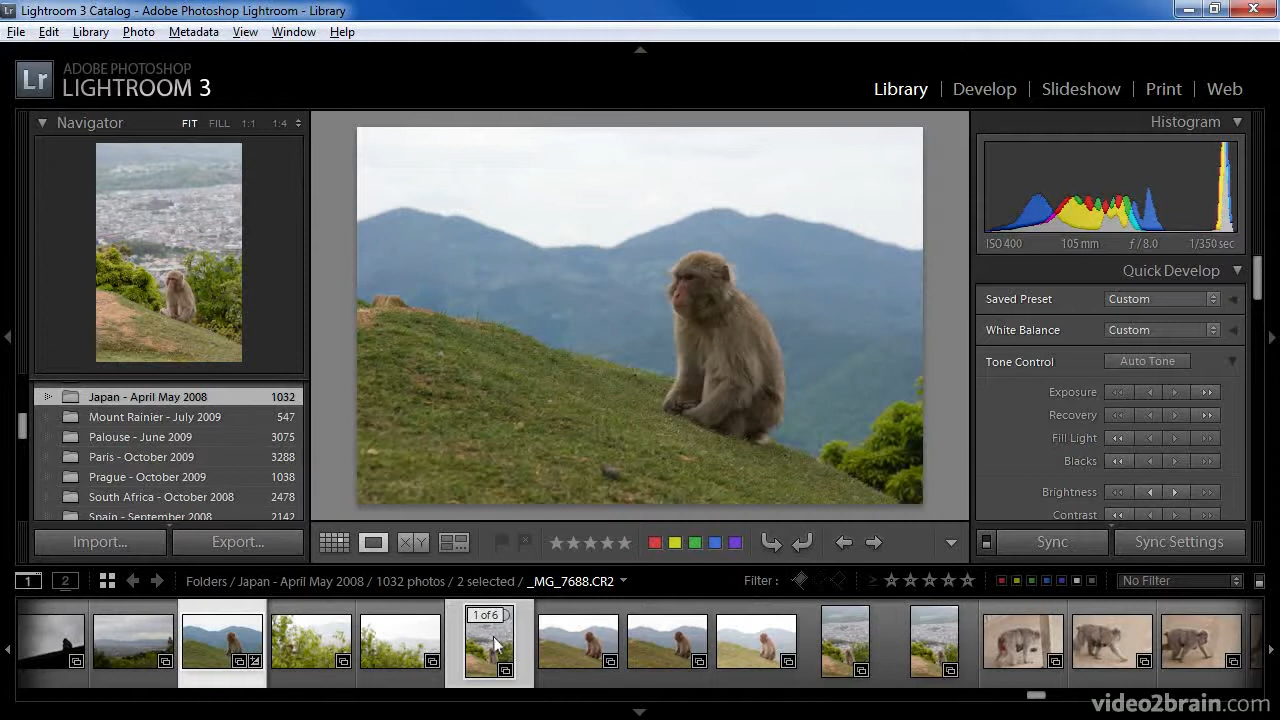 Lightroom 3 Catalog - Adobe Photoshop Lightroom - Library
File Edit Library Photo Metadata View Window Help
Lr ADOBE PHOTOSHOP
LIGHTROOM 3
Library | Develop | Slideshow | Print | Web
Navigator FIT FILL 1:1 1:4
Histogram
ISO 400 105 mm f / 8.0 1/350 sec
Quick Develop
Saved Preset Custom
White Balance Custom
Tone Control Auto Tone
Exposure
Recovery
Fill Light
Blacks
Brightness
Contrast
Japan - April May 2008 1032
Mount Rainier - July 2009 547
Palouse - June 2009 3075
Paris - October 2009 3288
Prague - October 2009 1038
South Africa - October 2008 2478
Spain - September 2008 2142
Import... Export...
X Y
Sync Sync Settings
1 2 Folders / Japan - April May 2008 / 1032 photos / 2 selected / _MG_7688.CR2 Filter : ≥ No Filter
1 of 6
video2brain.com